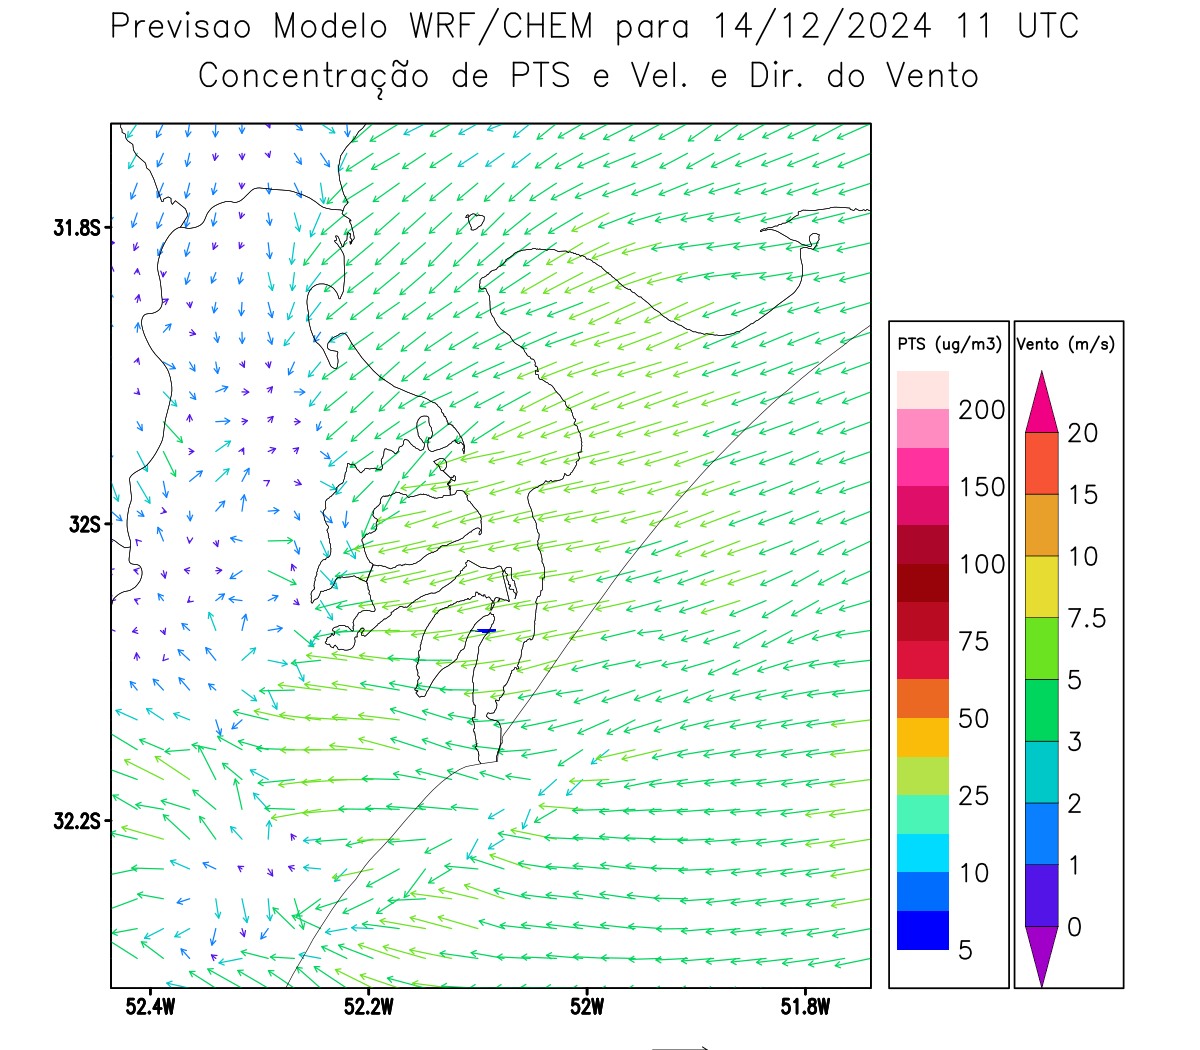 Previsao Modelo WRF/CHEM para 14/12/2024 11 UTC
Concentração de PTS e Vel. e Dir. do Vento
31.8S
32S
32.2S
52.4W 52.2W 52W 51.8W
PTS (ug/m3)
200
150
100
75
50
25
10
5
Vento (m/s)
20
15
10
7.5
5
3
2
1
0